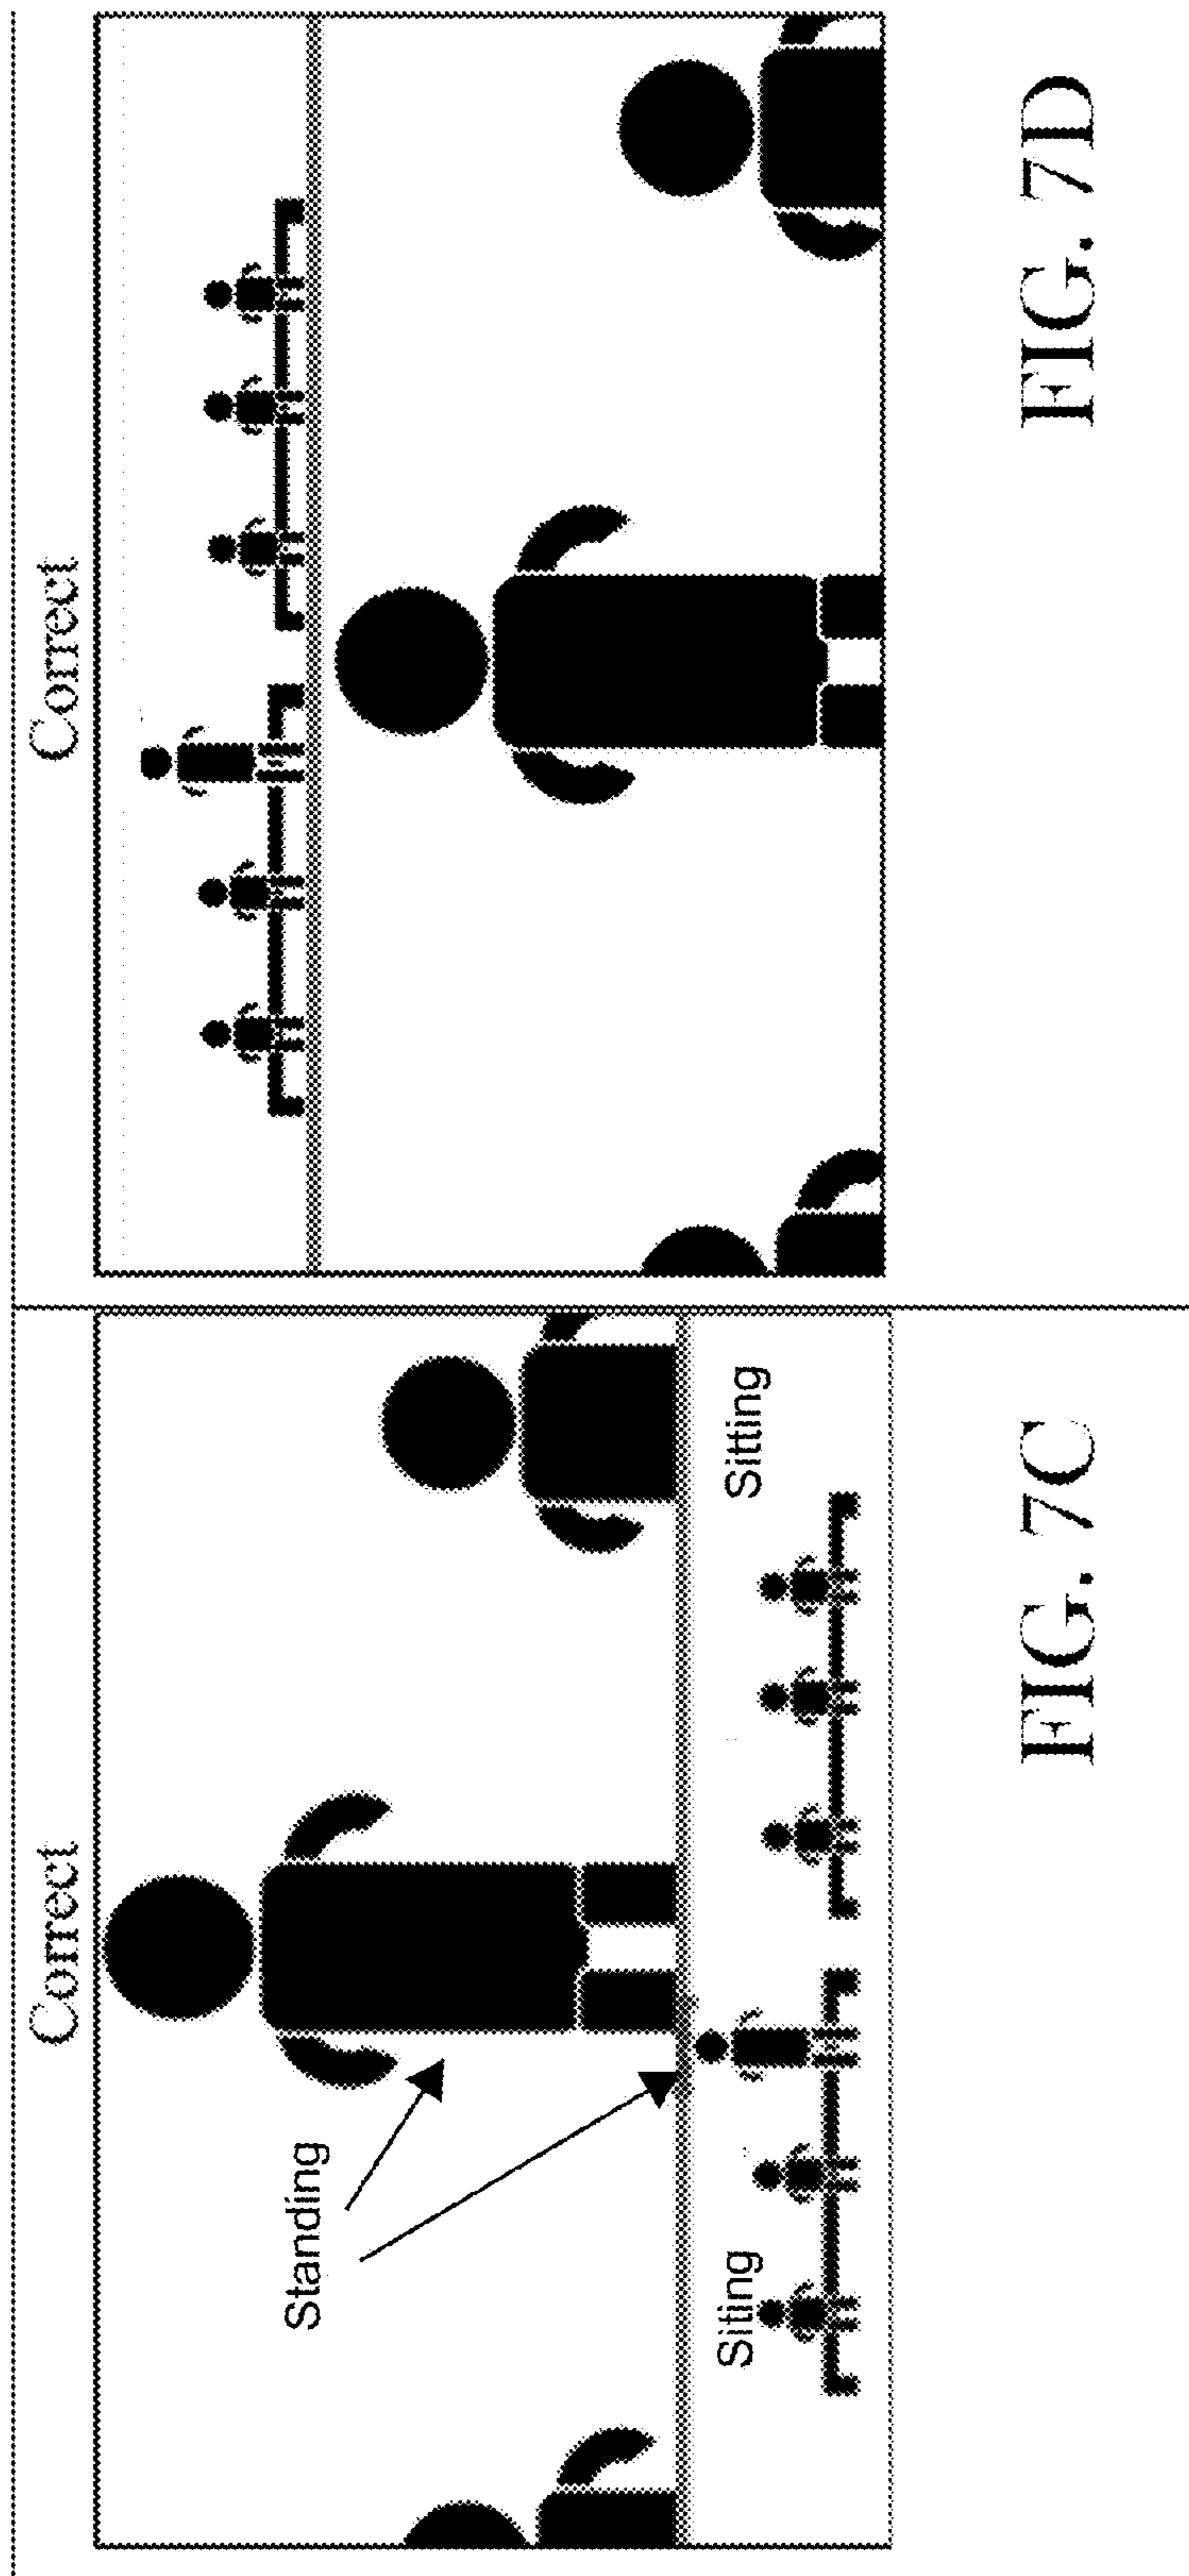 Correct
Standing
Siting
Sitting
FIG. 7C
Correct
FIG. 7D